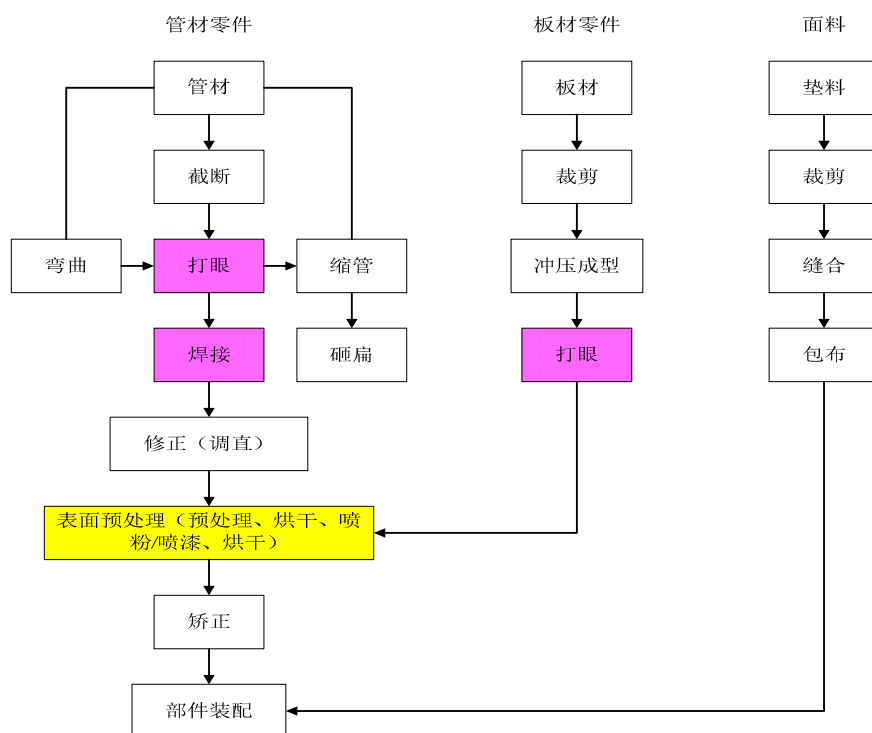 管材零件
板材零件
面料
管材
板材
垫料
截断
裁剪
裁剪
弯曲
打眼
缩管
冲压成型
缝合
焊接
砸扁
打眼
包布
修正（调直）
表面预处理（预处理、烘干、喷
粉/喷漆、烘干）
矫正
部件装配